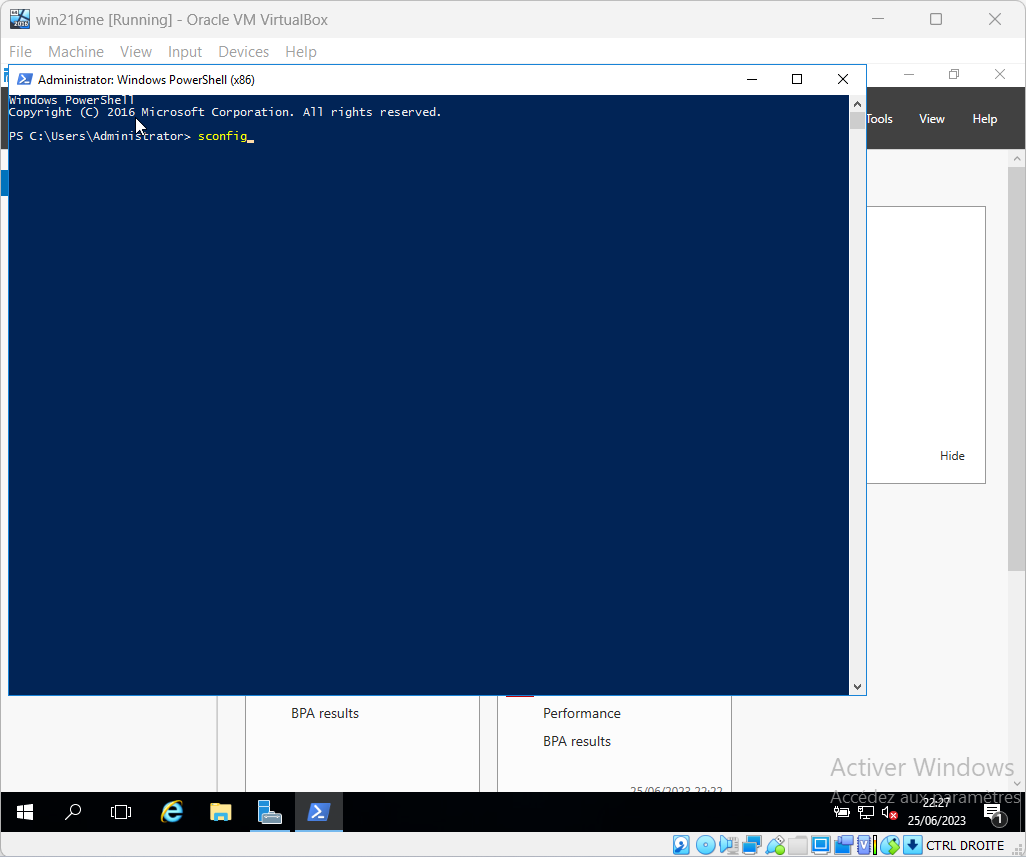 win216me [Running] - Oracle VM VirtualBox
File Machine View Input Devices Help
Administrator: Windows PowerShell (x86)
Windows PowerShell
Copyright (C) 2016 Microsoft Corporation. All rights reserved.
PS C:\Users\Administrator> sconfig_
Tools View Help
Hide
BPA results
Performance
BPA results
25/06/2023 22:22
Activer Windows
Accédez aux paramètres
22:27
25/06/2023
1
CTRL DROITE